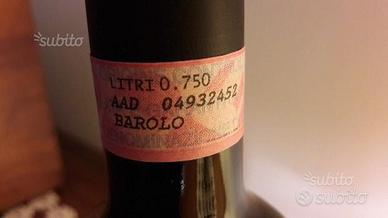 subito
LITRI 0.750
AAD 04932452
BAROLO
subito
subito